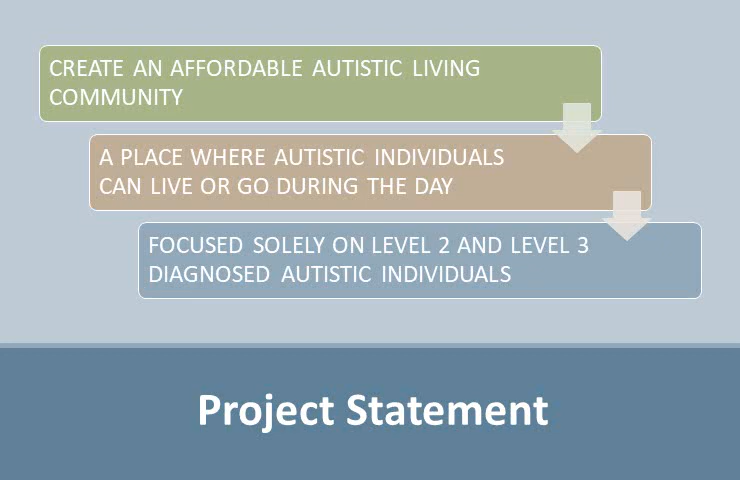 CREATE AN AFFORDABLE AUTISTIC LIVING
COMMUNITY
A PLACE WHERE AUTISTIC INDIVIDUALS
CAN LIVE OR GO DURING THE DAY
FOCUSED SOLELY ON LEVEL 2 AND LEVEL 3
DIAGNOSED AUTISTIC INDIVIDUALS
Project Statement